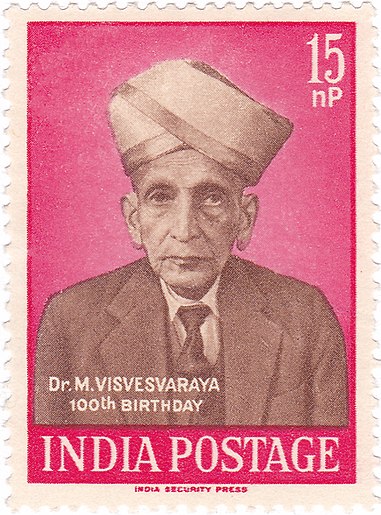 15
nP
Dr. M. VISVESVARAYA
100th BIRTHDAY
INDIA POSTAGE
INDIA SECURITY PRESS